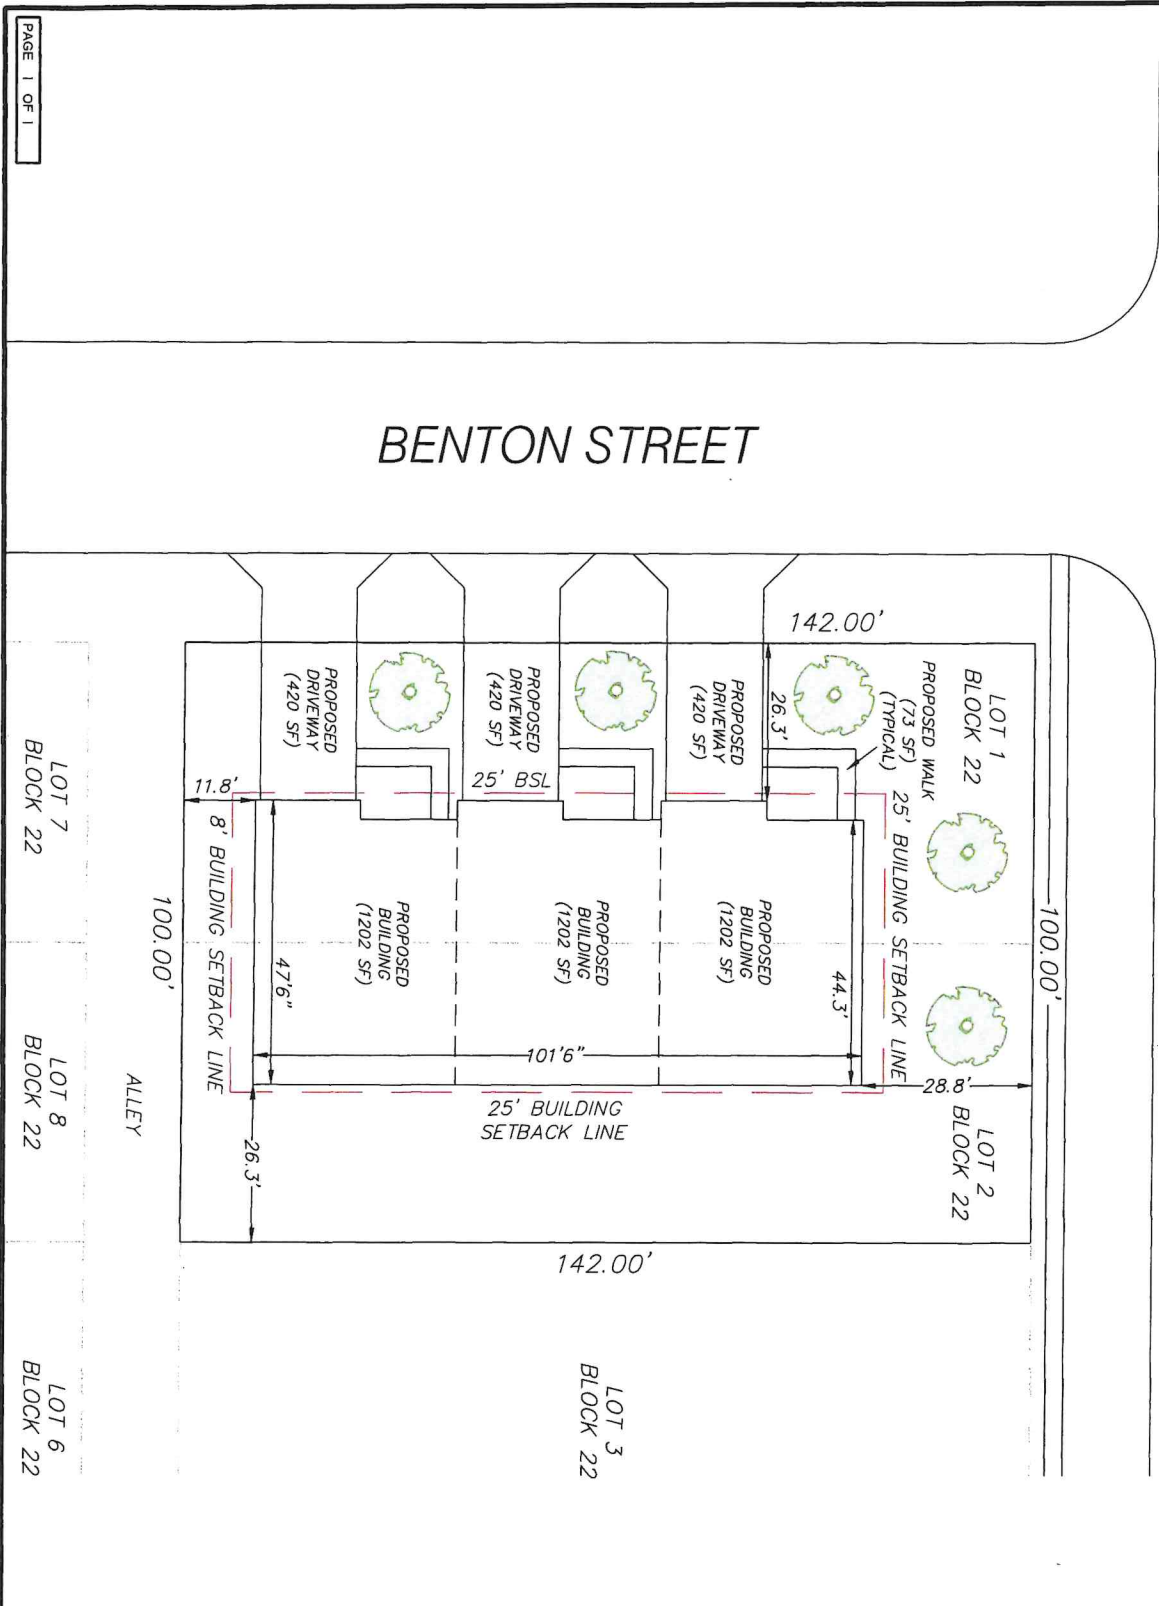 PAGE 1 OF 1
BENTON STREET
142.00'
LOT 1
BLOCK 22
PROPOSED WALK
(73 SF)
(TYPICAL)
26.3'
PROPOSED
DRIVEWAY
(420 SF)
PROPOSED
DRIVEWAY
(420 SF)
PROPOSED
DRIVEWAY
(420 SF)
25' BSL
11.8'
8' BUILDING SETBACK LINE
25' BUILDING SETBACK LINE
PROPOSED
BUILDING
(1202 SF)
PROPOSED
BUILDING
(1202 SF)
PROPOSED
BUILDING
(1202 SF)
100.00'
100.00'
47'6"
44.3'
101'6"
28.8'
25' BUILDING
SETBACK LINE
26.3'
LOT 2
BLOCK 22
142.00'
ALLEY
LOT 7
BLOCK 22
LOT 8
BLOCK 22
LOT 6
BLOCK 22
LOT 3
BLOCK 22